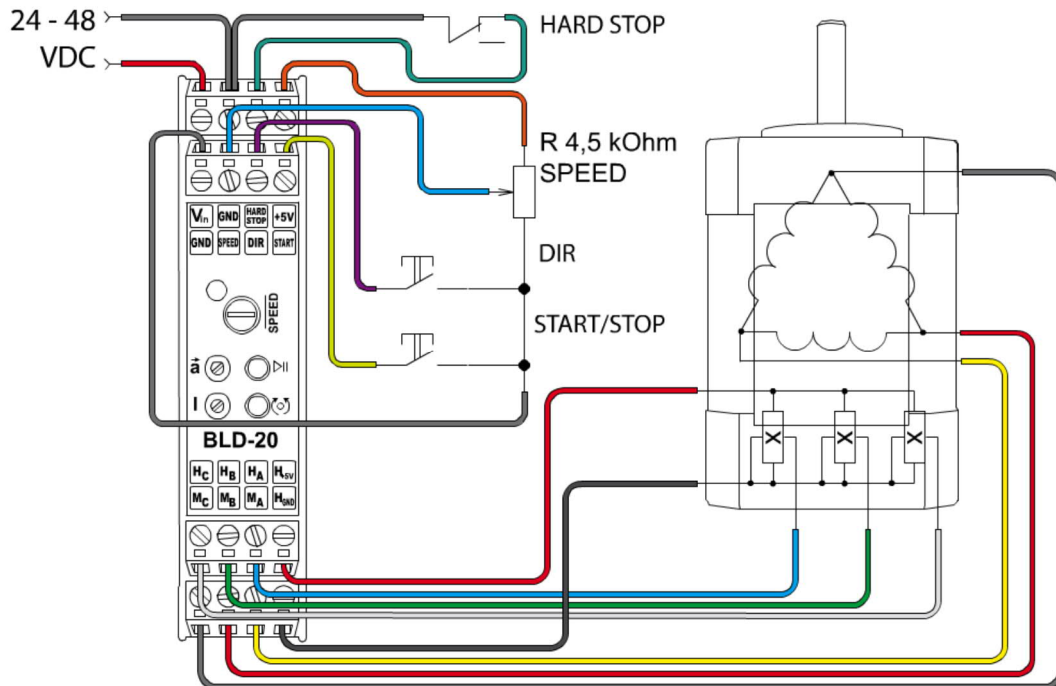 24 - 48
VDC
HARD STOP
R 4,5 kOhm
SPEED
DIR
START/STOP
Vin GND HARD STOP +5V
GND SPEED DIR START
SPEED
a
I
BLD-20
HC HB HA H+5V
MC MB MA HGND
X X X